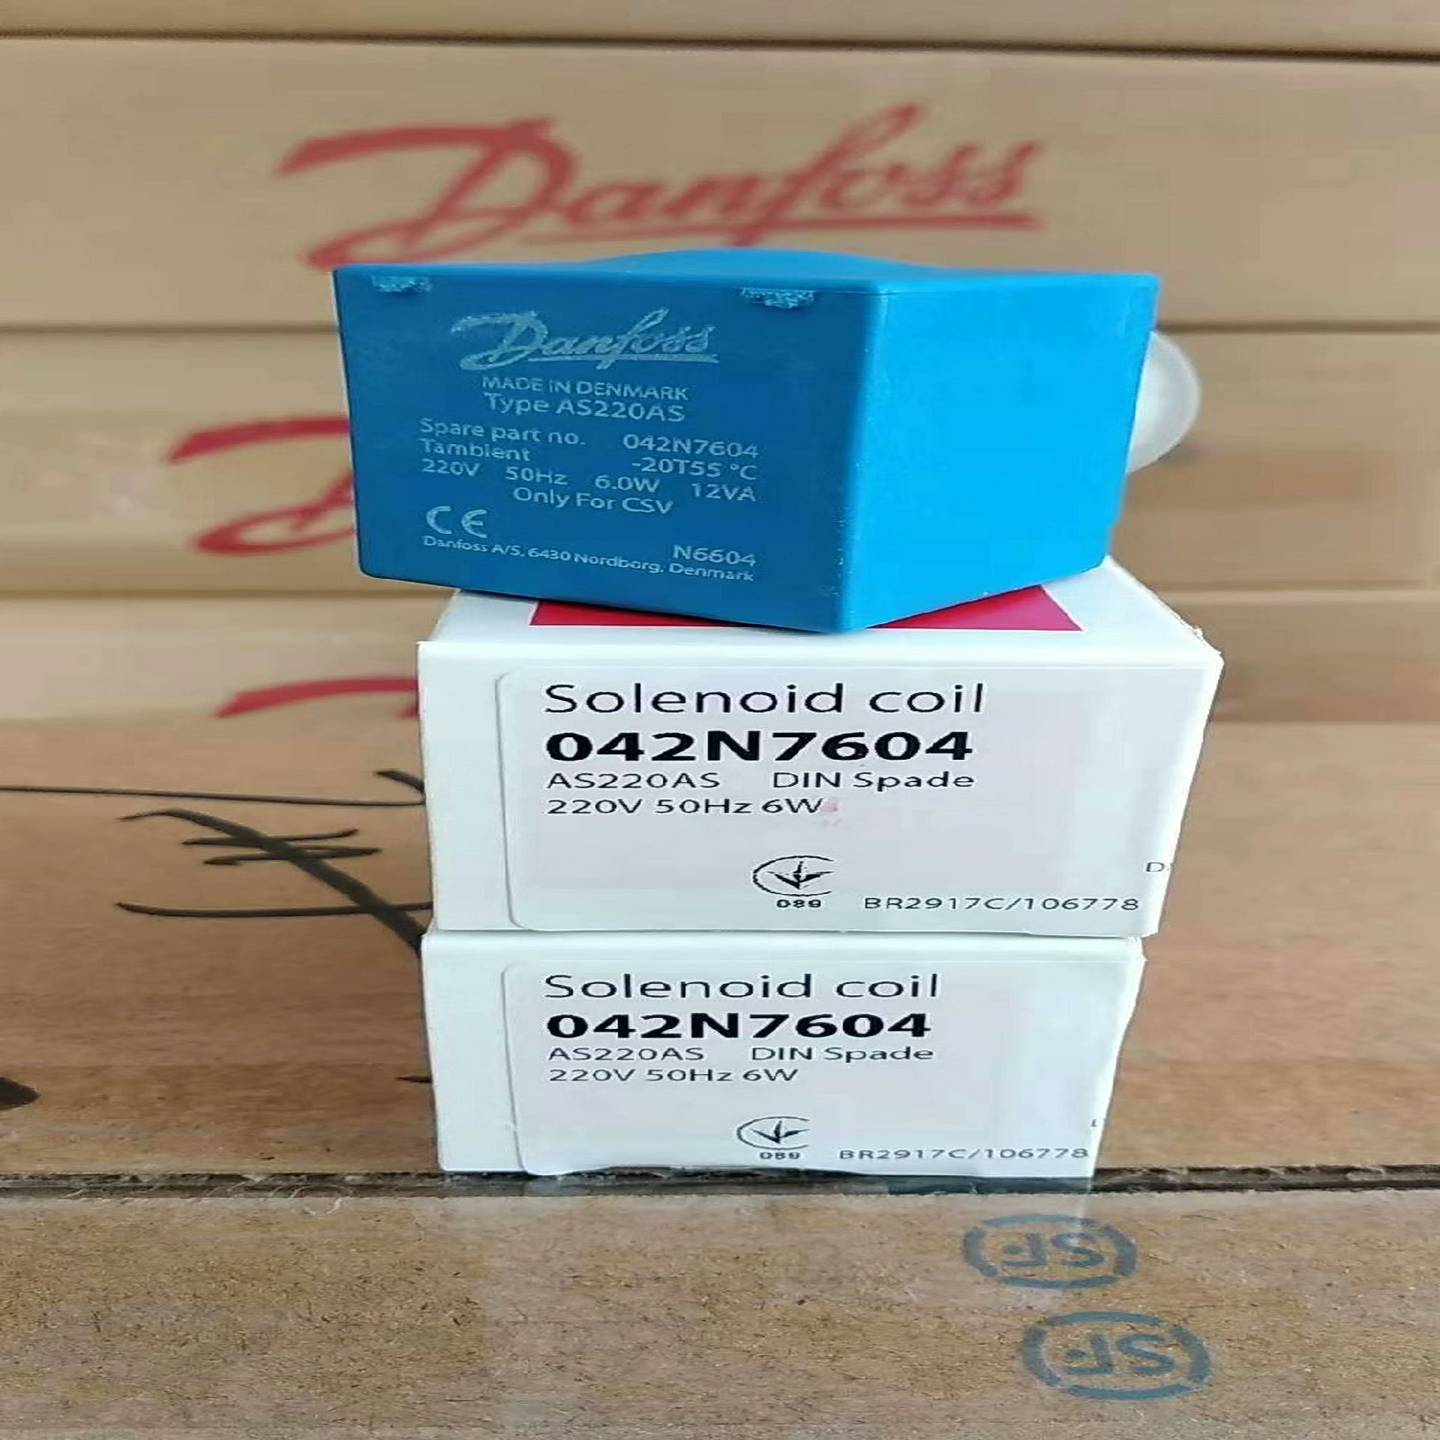 Danfoss
Danfoss
MADE IN DENMARK
Type AS220AS
Spare part no. 042N7604
Tambient -20T55 °C
220V 50Hz 6.0W 12VA
Only For CSV
CE
N6604
Danfoss A/S, 6430 Nordborg, Denmark
Solenoid coil
042N7604
AS220AS DIN Spade
220V 50Hz 6W
089
BR2917C/106778
Solenoid coil
042N7604
AS220AS DIN Spade
220V 50Hz 6W
089
BR2917C/106778
SF
SF